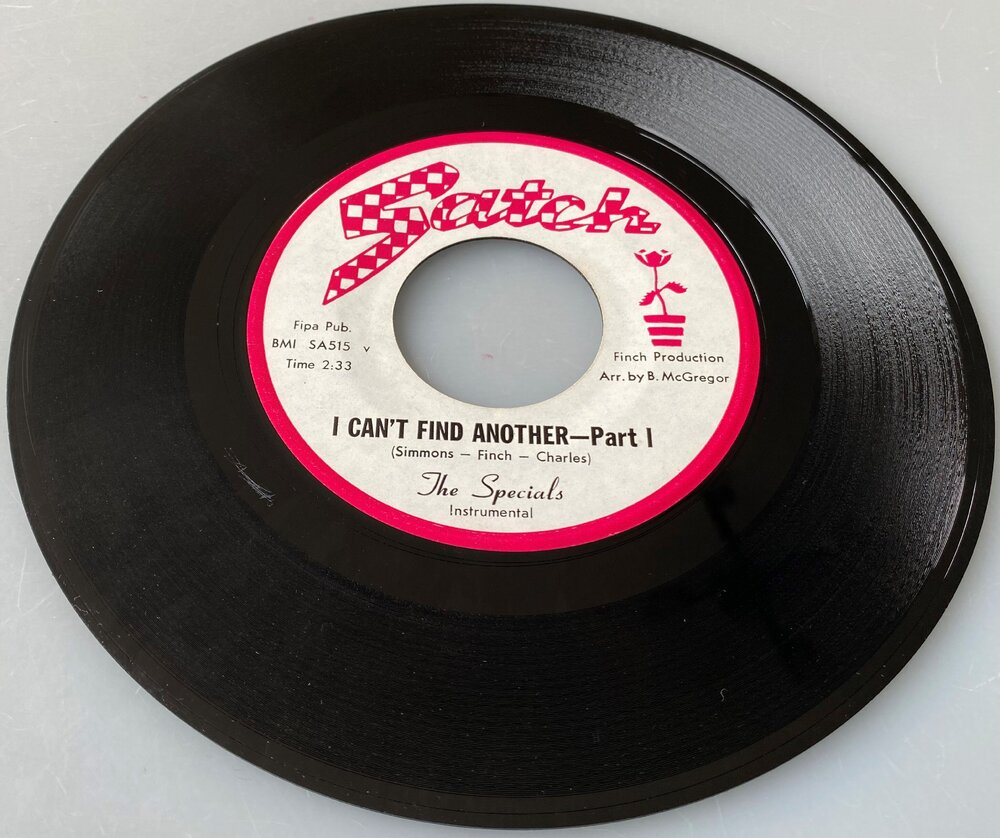 Satch
Fipa Pub.
BMI SA515 v
Time 2:33
Finch Production
Arr. by B. McGregor
I CAN'T FIND ANOTHER—Part I
(Simmons – Finch – Charles)
The Specials
Instrumental